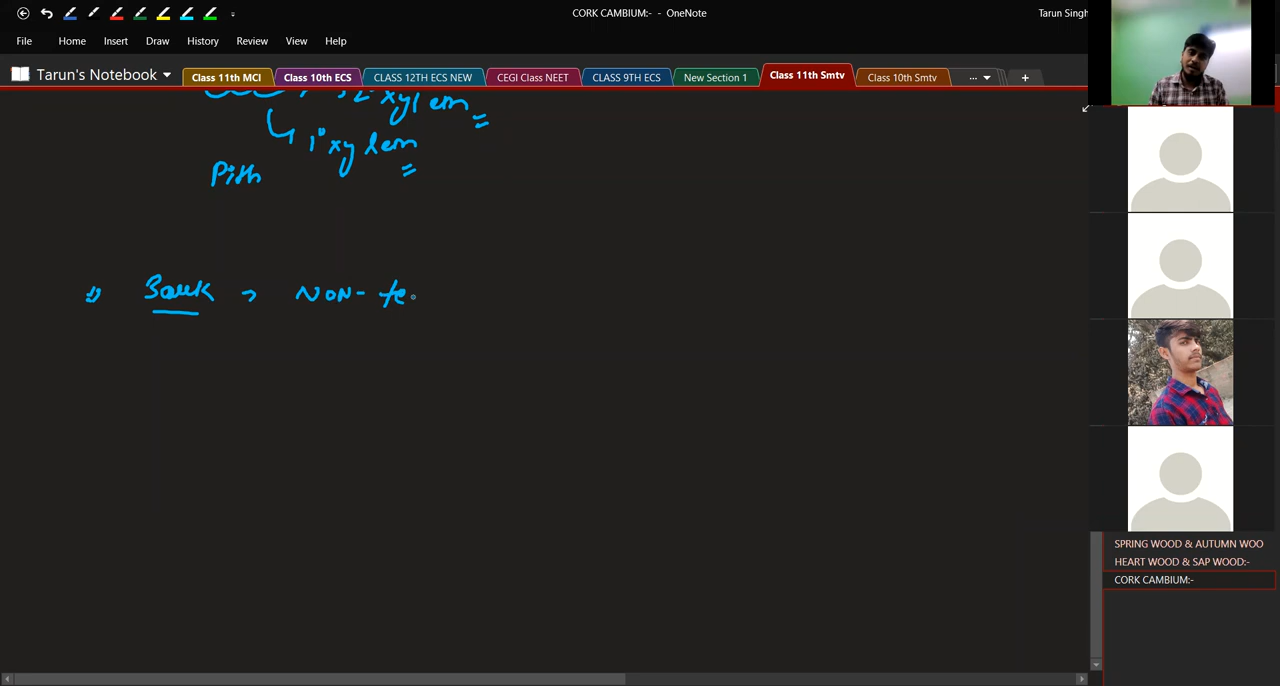 CORK CAMBIUM:- - OneNote
Tarun Singh
File Home Insert Draw History Review View Help
Tarun's Notebook
Class 11th MCI Class 10th ECS CLASS 12TH ECS NEW CEGI Class NEET CLASS 9TH ECS New Section 1 Class 11th Smtv Class 10th Smtv ... +
2° xylem
1° xylem
Pith
Bark → NON-te
SPRING WOOD & AUTUMN WOO
HEART WOOD & SAP WOOD:-
CORK CAMBIUM:-